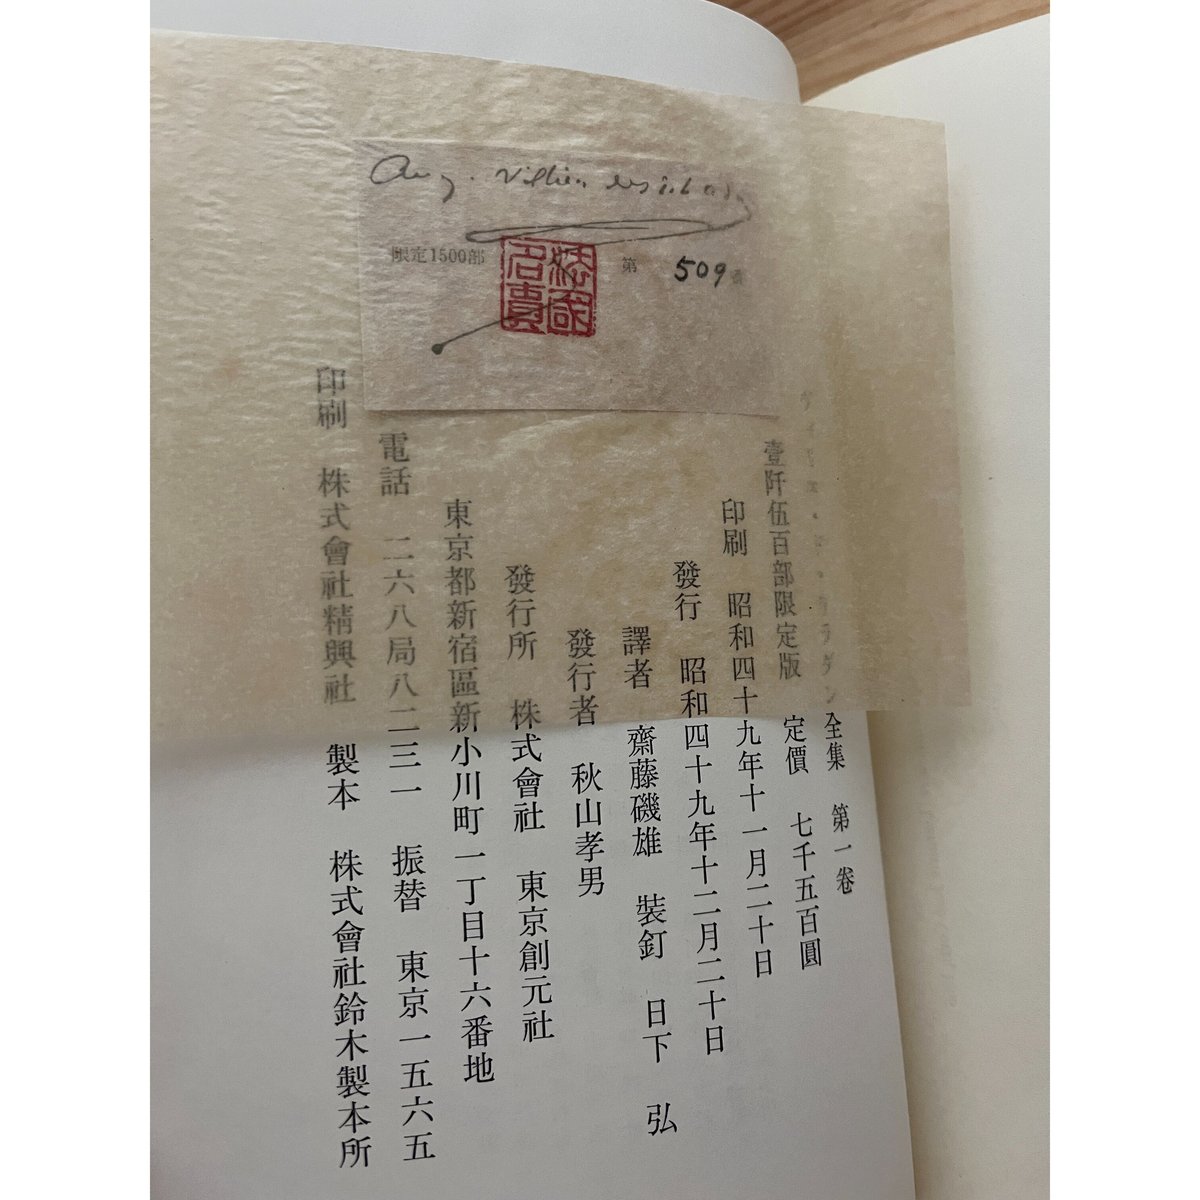 限定1500部 第 509
全集 第一卷
壹阡伍百部限定版 定價 七千五百圓
印刷 昭和四十九年十一月二十日
發行 昭和四十九年十二月二十日
譯者 齋藤磯雄 裝釘 日下 弘
發行者 秋山孝男
發行所 株式會社 東京創元社
東京都新宿區新小川町一丁目十六番地
電話 二六八局八二三一 振替 東京一五六五
印刷 株式會社精興社 製本 株式會社鈴木製本所